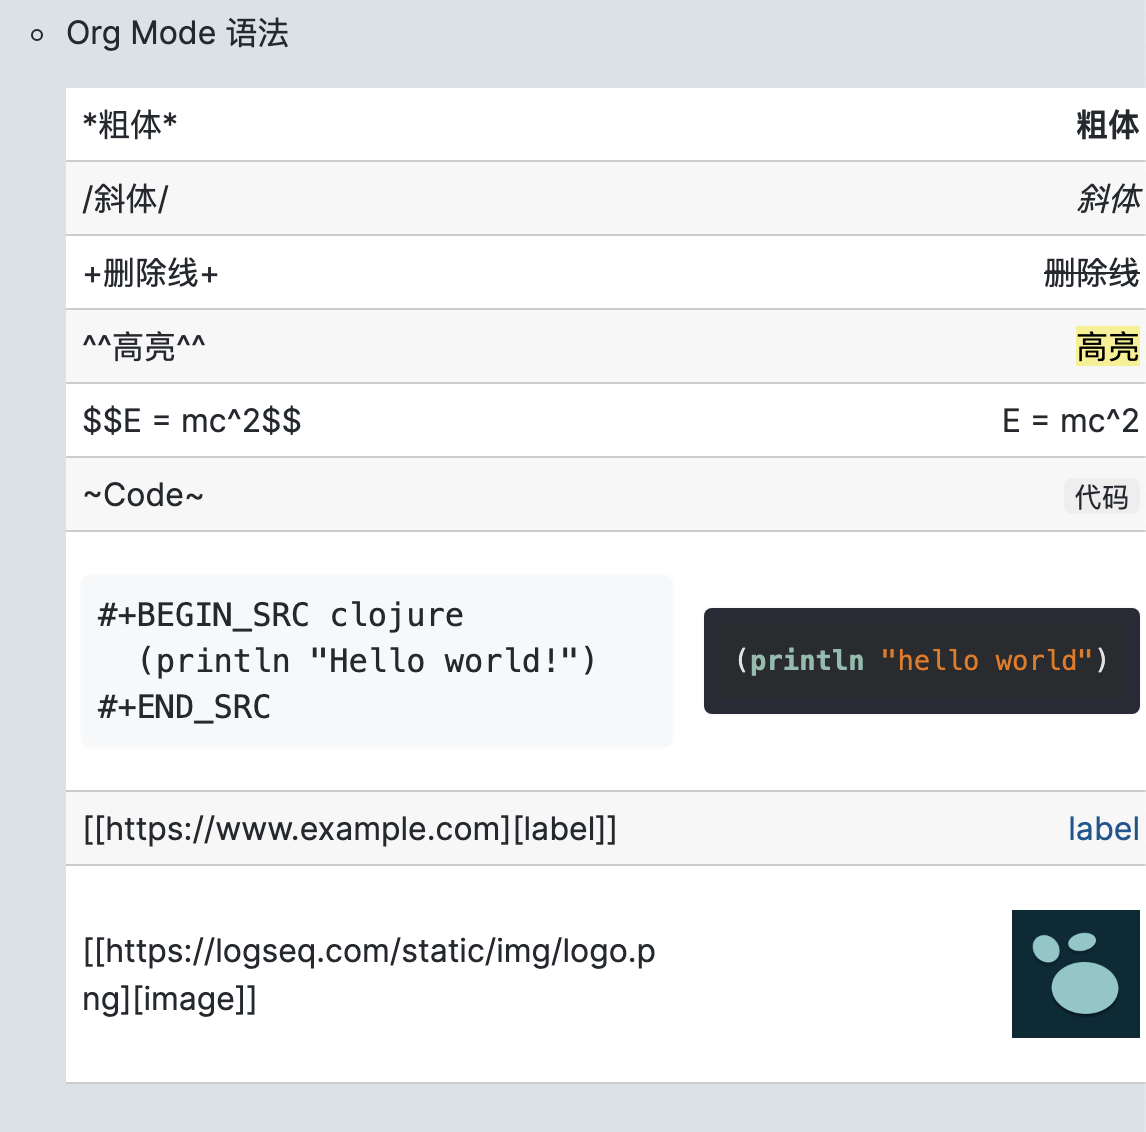 Org Mode 语法
*粗体* 粗体
/斜体/ 斜体
+删除线+ 删除线
^^高亮^^ 高亮
$$E = mc^2$$ E = mc^2
~Code~ 代码
#+BEGIN_SRC clojure
(println "Hello world!")
#+END_SRC
(println "hello world")
[[https://www.example.com][label]] label
[[https://logseq.com/static/img/logo.p
ng][image]]